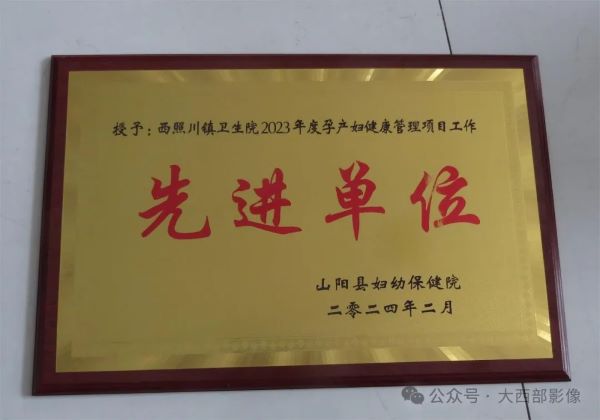 授予：西照川镇卫生院2023年度孕产妇健康管理项目工作
先进单位
山阳县妇幼保健院
二零二四年二月
公众号·大西部影像